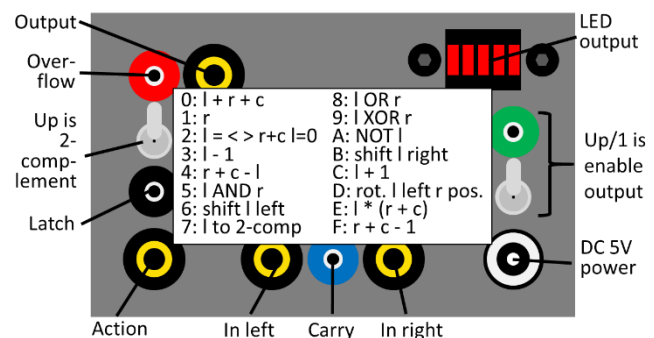 Output
Over-
flow
Up is
2-
comp-
lement
Latch
Action
In left
Carry
In right
LED
output
Up/1 is
enable
output
DC 5V
power
0: l + r + c
1: r
2: l = < > r+c l=0
3: l - 1
4: r + c - l
5: l AND r
6: shift l left
7: l to 2-comp
8: l OR r
9: l XOR r
A: NOT l
B: shift l right
C: l + 1
D: rot. l left r pos.
E: l * (r + c)
F: r + c - 1